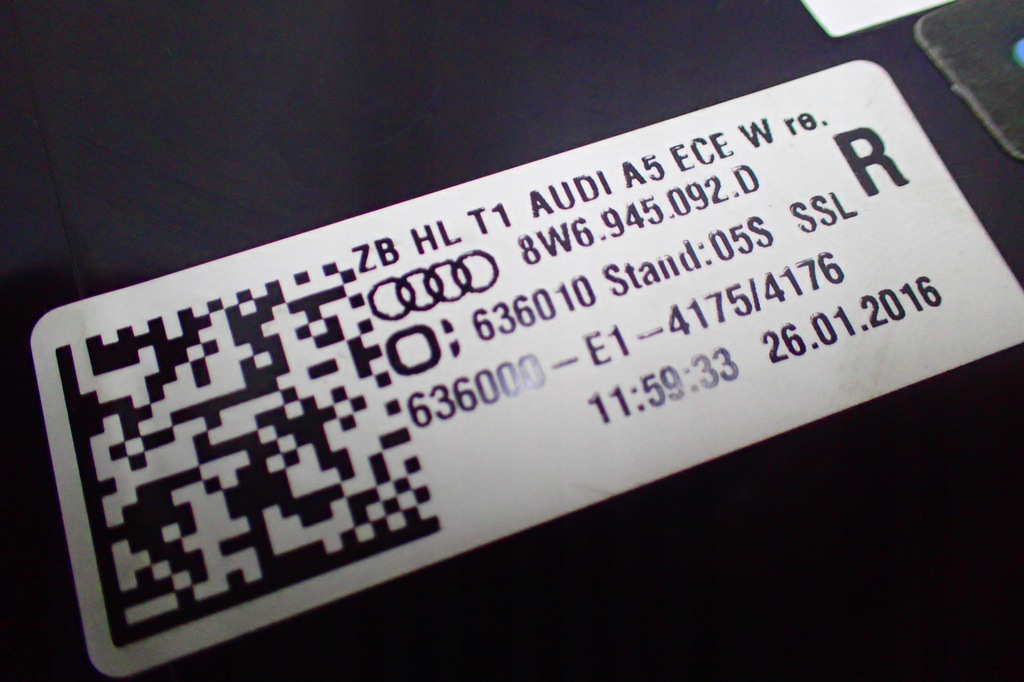 ZB HL T1 AUDI A5 ECE W re.
8W6.945.092.D
R
636010 Stand:05S SSL
636000-E1-4175/4176
11:59:33 26.01.2016